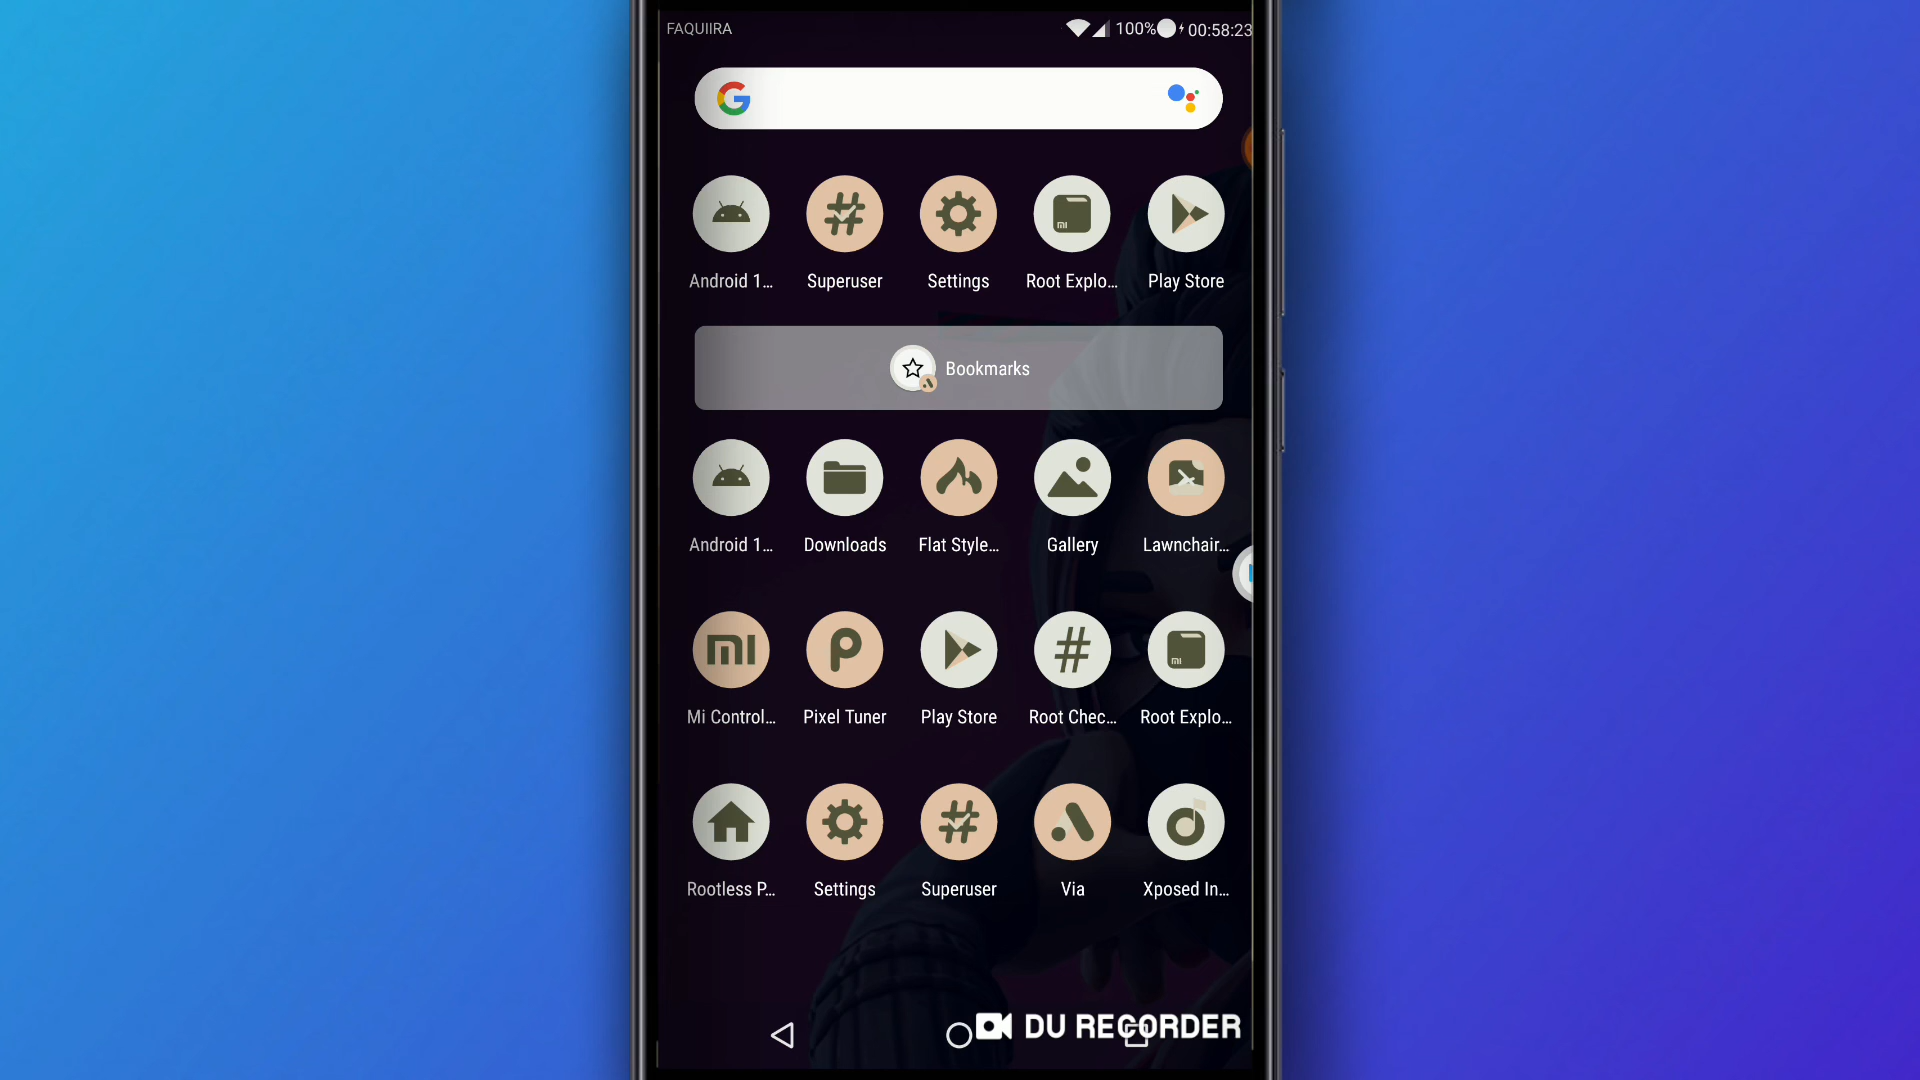 FAQUIIRA 100% 00:58:23
Android 1... Superuser Settings Root Explo... Play Store
Bookmarks
Android 1... Downloads Flat Style... Gallery Lawnchair...
Mi Control... Pixel Tuner Play Store Root Chec... Root Explo...
Rootless P... Settings Superuser Via Xposed In...
DU RECORDER